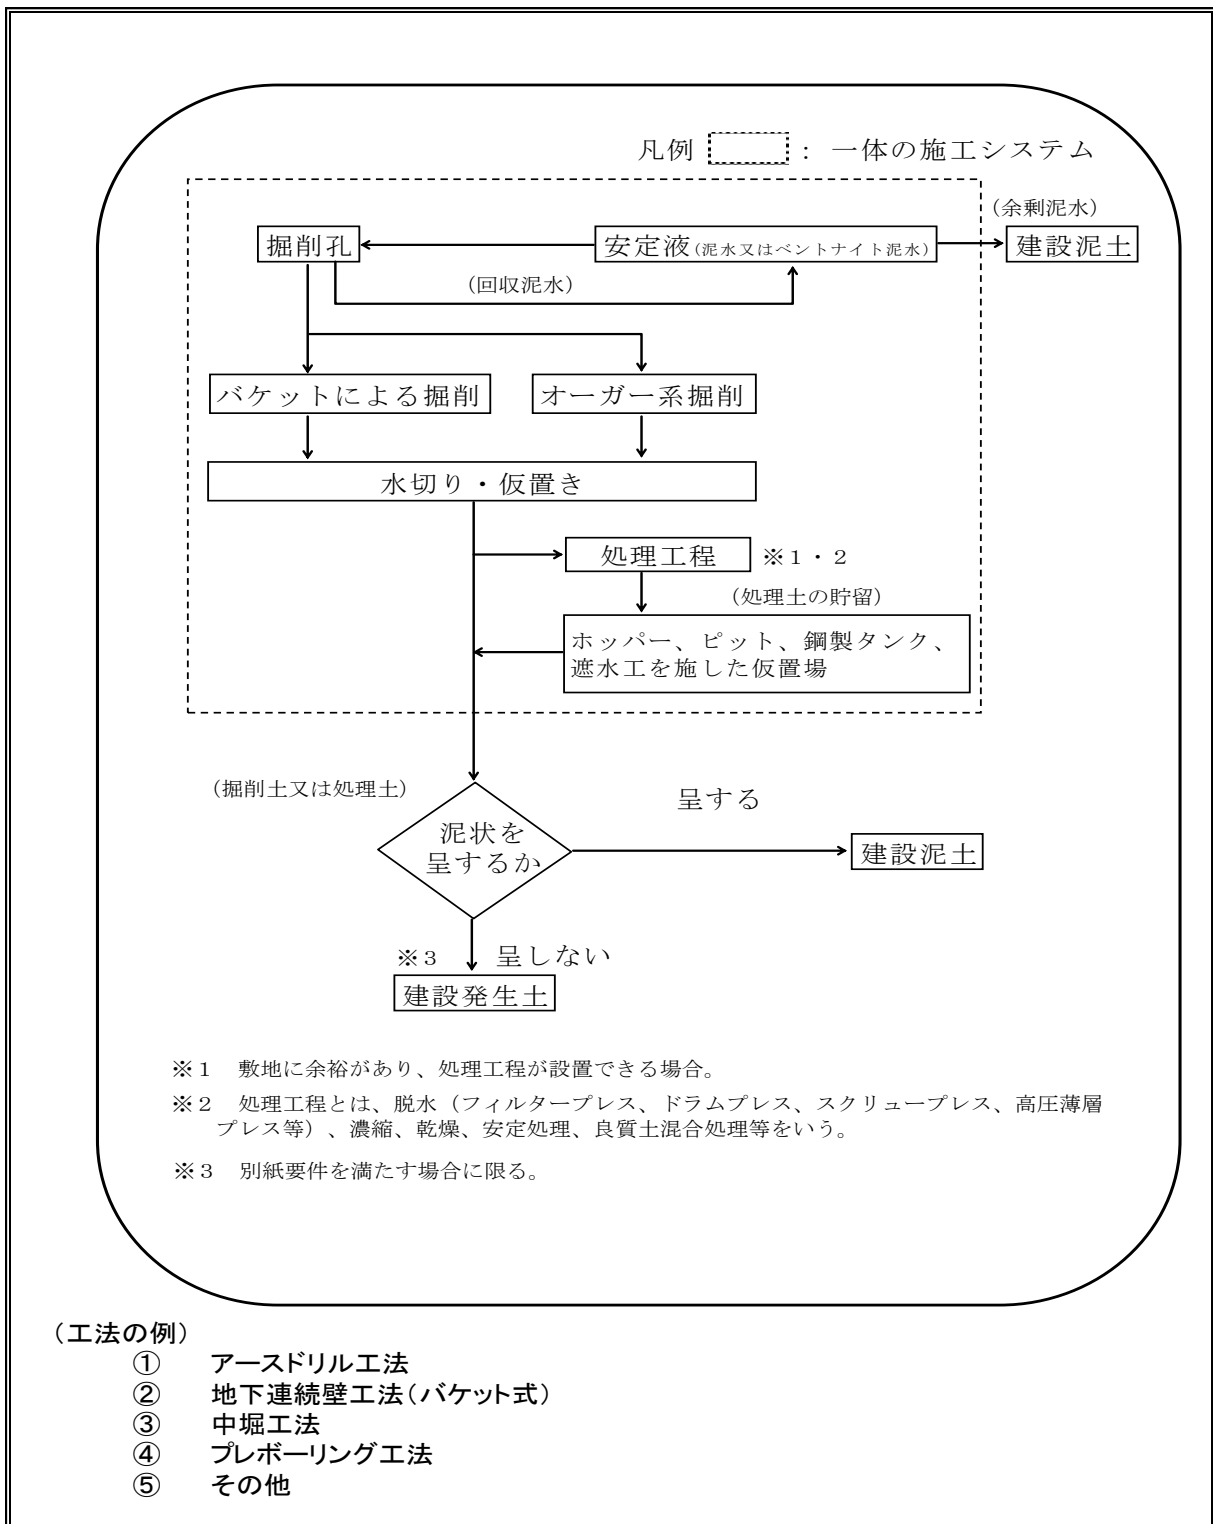 凡例 : 一体の施工システム
(余剰泥水)
掘削孔
安定液(泥水又はベントナイト泥水)
建設泥土
(回収泥水)
バケットによる掘削
オーガー系掘削
水切り・仮置き
処理工程 ※1・2
(処理土の貯留)
ホッパー、ピット、鋼製タンク、
遮水工を施した仮置場
(掘削土又は処理土)
呈する
泥状を
呈するか
建設泥土
※3 呈しない
建設発生土
※1 敷地に余裕があり、処理工程が設置できる場合。
※2 処理工程とは、脱水(フィルタープレス、ドラムプレス、スクリュープレス、高圧薄層
プレス等)、濃縮、乾燥、安定処理、良質土混合処理等をいう。
※3 別紙要件を満たす場合に限る。
(工法の例)
① アースドリル工法
② 地下連続壁工法(バケット式)
③ 中堀工法
④ プレボーリング工法
⑤ その他